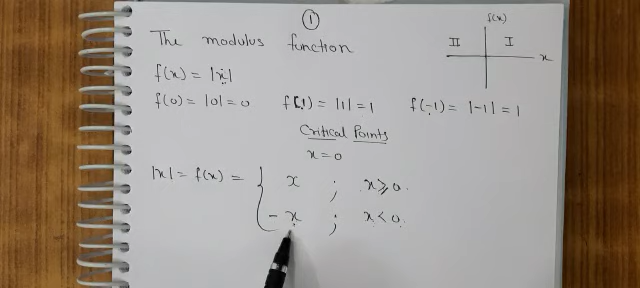 ①
The modulus function
f(x)
II I
x
f(x) = |x|
f(0) = |0| = 0 f(1) = |1| = 1 f(-1) = |-1| = 1
Critical Points
x = 0
|x| = f(x) = { x ; x ≥ 0.
- x ; x < 0.